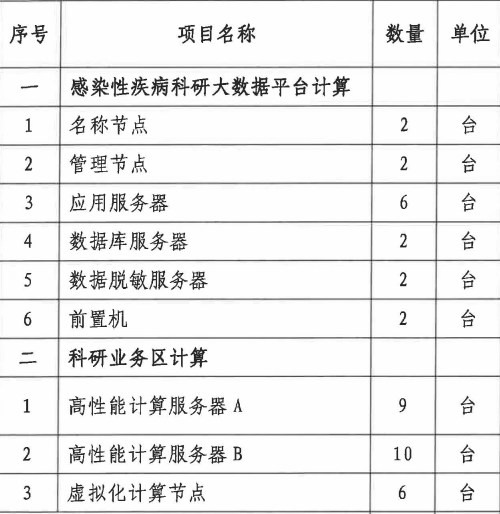 序号 项目名称 数量 单位
一 感染性疾病科研大数据平台计算
1 名称节点 2 台
2 管理节点 2 台
3 应用服务器 6 台
4 数据库服务器 2 台
5 数据脱敏服务器 2 台
6 前置机 2 台
二 科研业务区计算
1 高性能计算服务器 A 9 台
2 高性能计算服务器 B 10 台
3 虚拟化计算节点 6 台